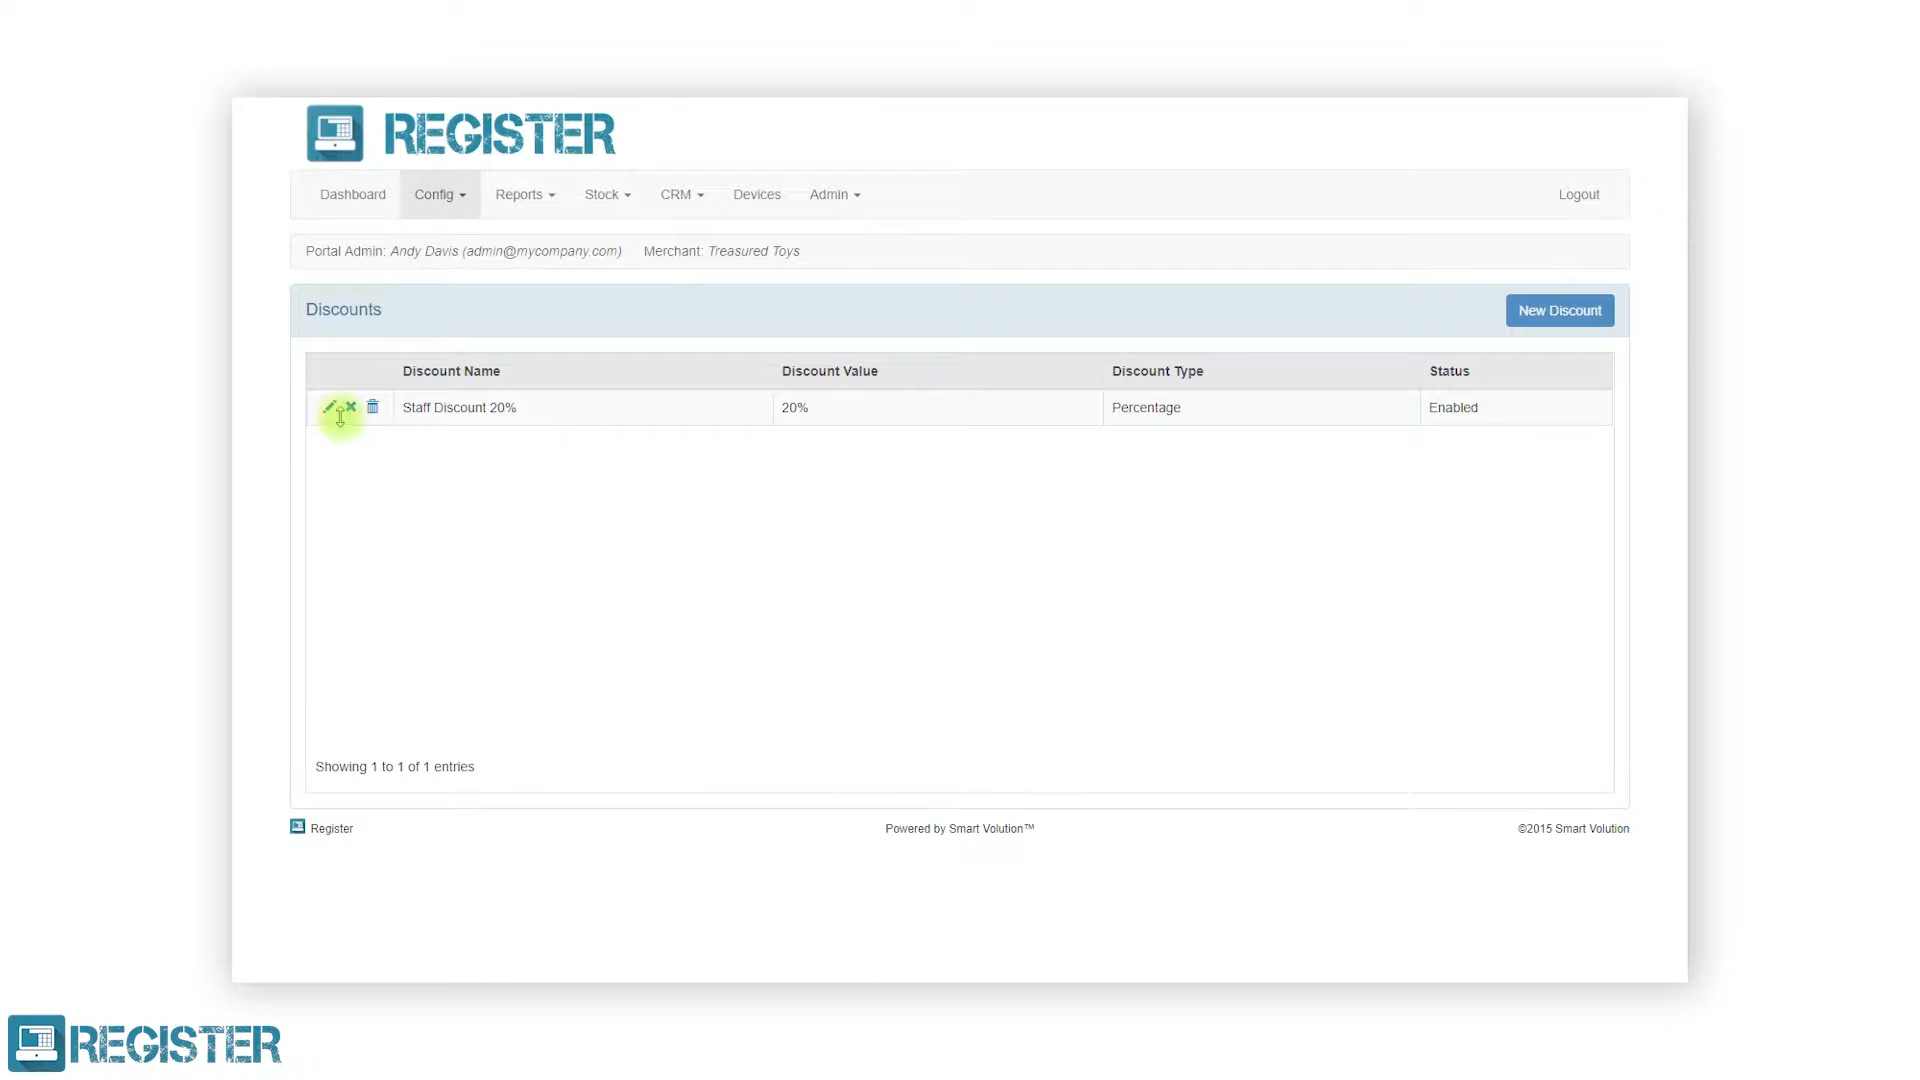 REGISTER
Dashboard Config Reports Stock CRM Devices Admin Logout
Portal Admin: Andy Davis (admin@mycompany.com) Merchant: Treasured Toys
Discounts New Discount
Discount Name Discount Value Discount Type Status
Staff Discount 20% 20% Percentage Enabled
Showing 1 to 1 of 1 entries
Register Powered by Smart Volution™ ©2015 Smart Volution
REGISTER